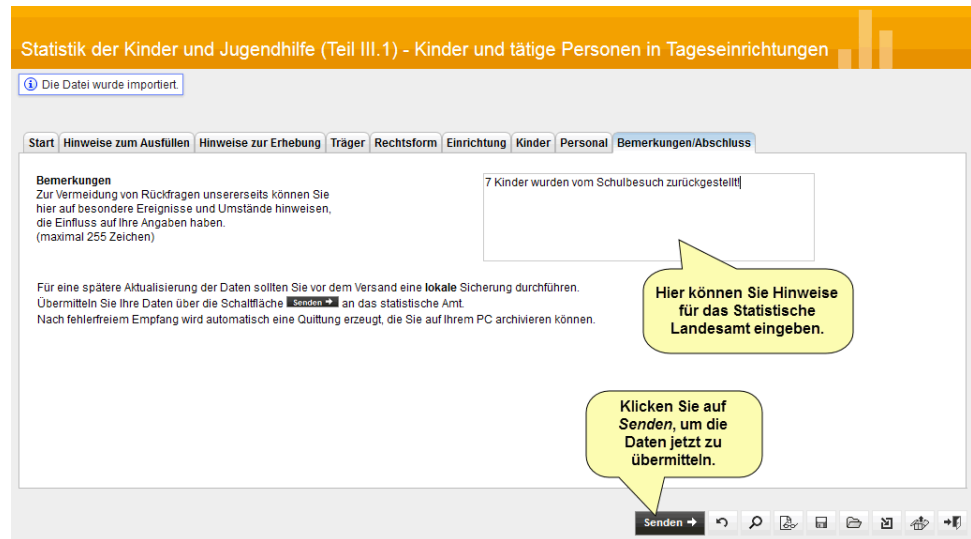 Statistik der Kinder und Jugendhilfe (Teil III.1) - Kinder und tätige Personen in Tageseinrichtungen
Die Datei wurde importiert.
Start Hinweise zum Ausfüllen Hinweise zur Erhebung Träger Rechtsform Einrichtung Kinder Personal Bemerkungen/Abschluss
Bemerkungen
Zur Vermeidung von Rückfragen unsererseits können Sie
hier auf besondere Ereignisse und Umstände hinweisen,
die Einfluss auf Ihre Angaben haben.
(maximal 255 Zeichen)
7 Kinder wurden vom Schulbesuch zurückgestellt!
Für eine spätere Aktualisierung der Daten sollten Sie vor dem Versand eine lokale Sicherung durchführen.
Übermitteln Sie Ihre Daten über die Schaltfläche Senden an das statistische Amt.
Nach fehlerfreiem Empfang wird automatisch eine Quittung erzeugt, die Sie auf Ihrem PC archivieren können.
Hier können Sie Hinweise
für das Statistische
Landesamt eingeben.
Klicken Sie auf
Senden, um die
Daten jetzt zu
übermitteln.
Senden